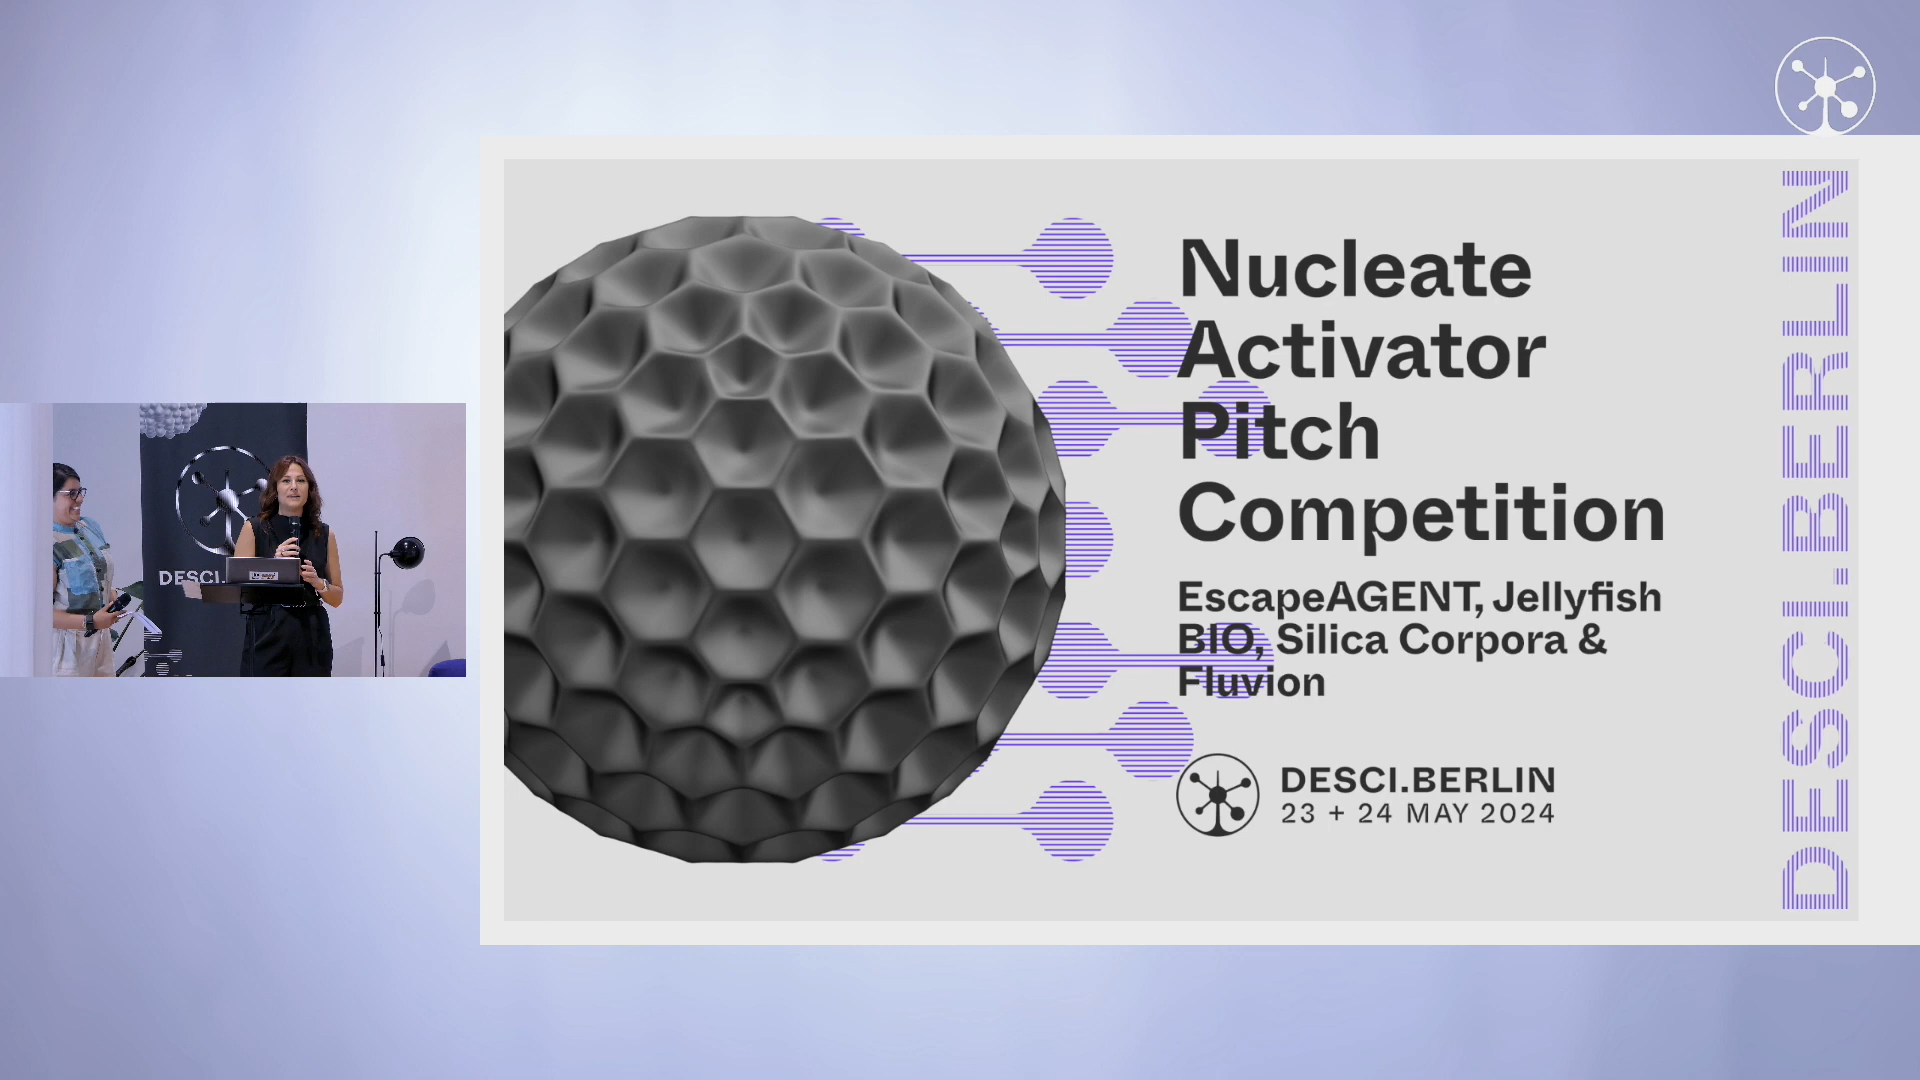 Nucleate
Activator
Pitch
Competition
EscapeAGENT, Jellyfish
BIO, Silica Corpora &
Fluvion
DESCI.BERLIN
23 + 24 MAY 2024
DESCI.BERLIN
DESCI.